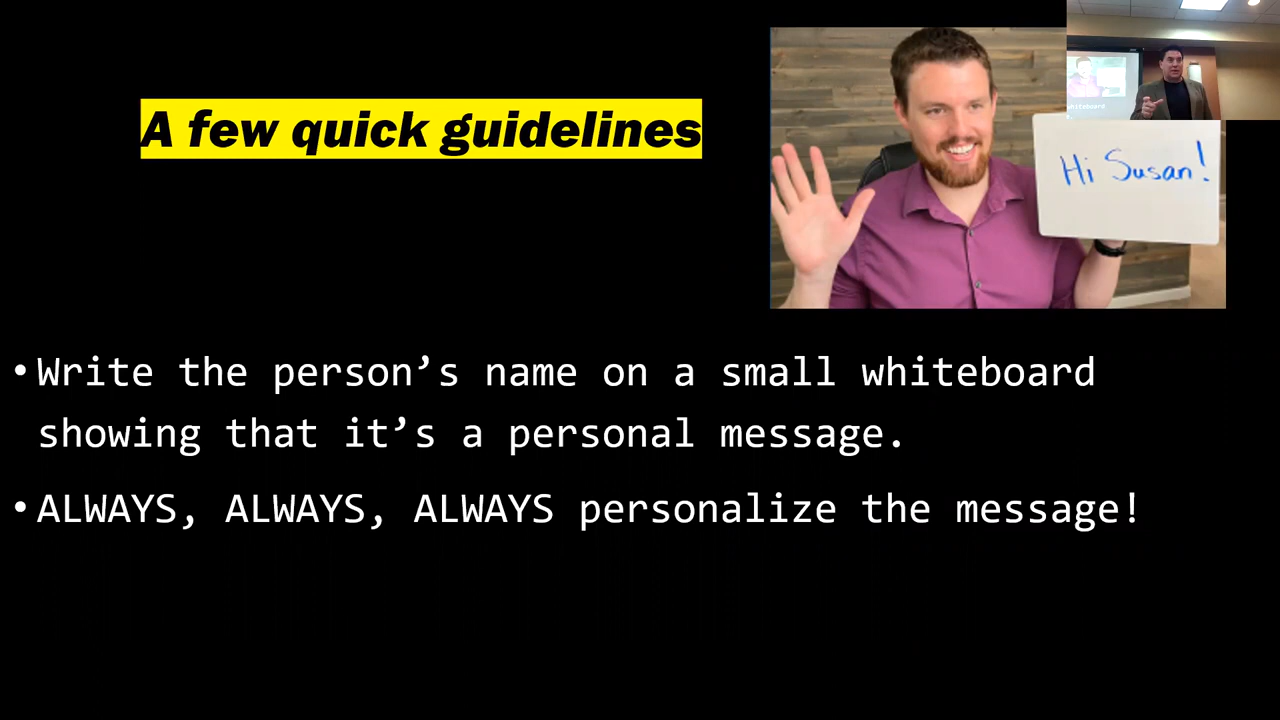 A few quick guidelines
Hi Susan!
whiteboard
• Write the person's name on a small whiteboard
showing that it's a personal message.
• ALWAYS, ALWAYS, ALWAYS personalize the message!